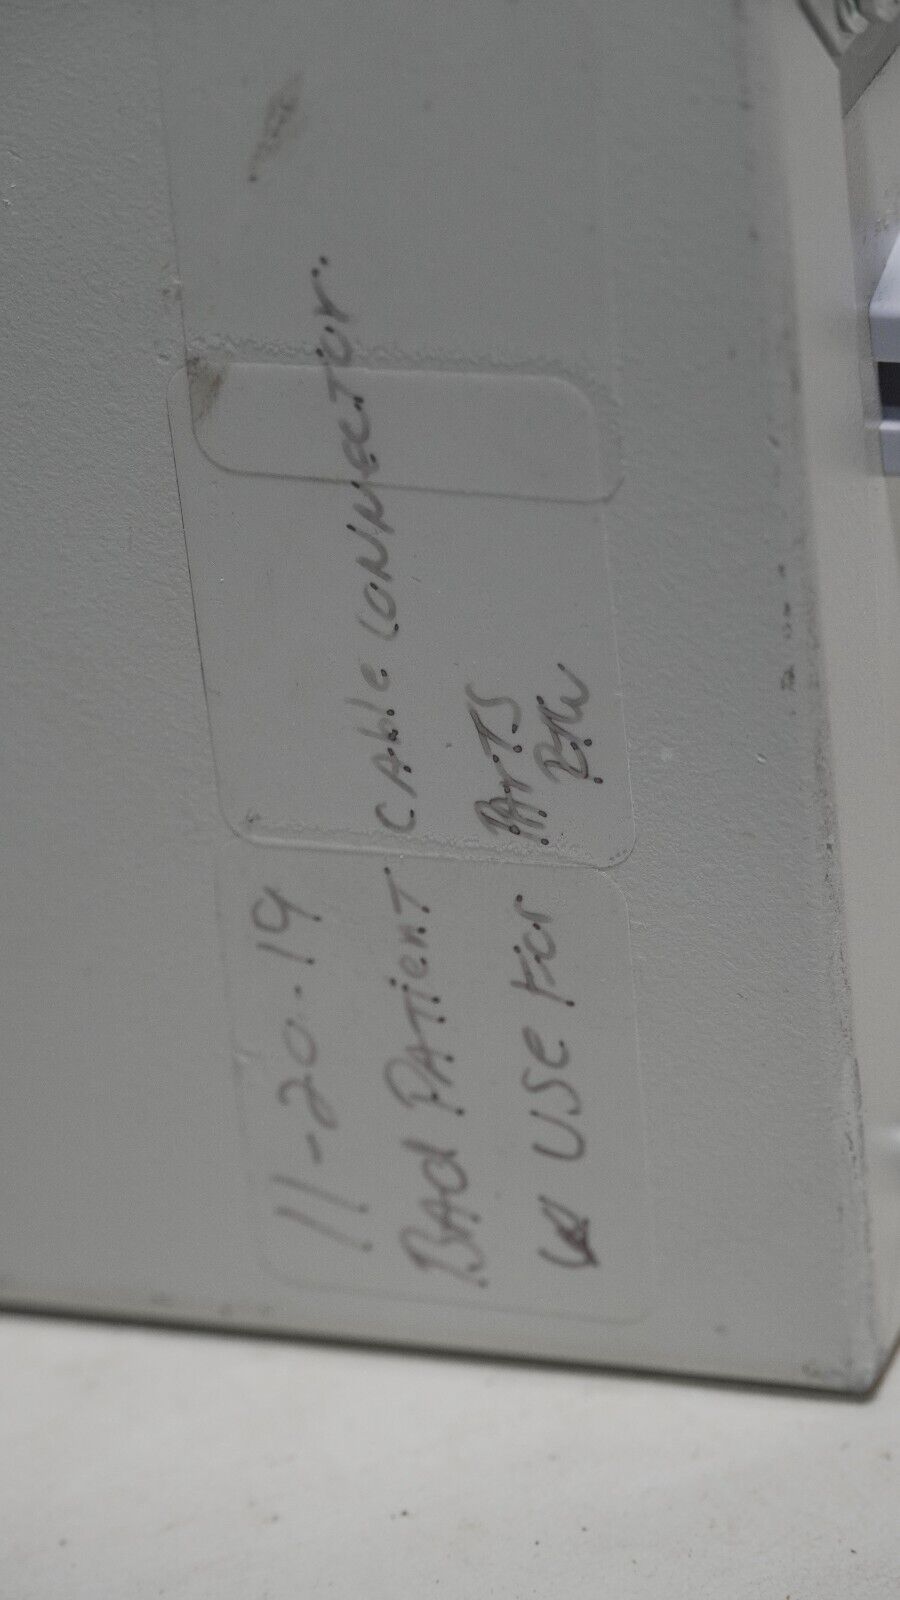 11-20-19
BAd PATienT CAble CONNECTOR
USE For PArTS